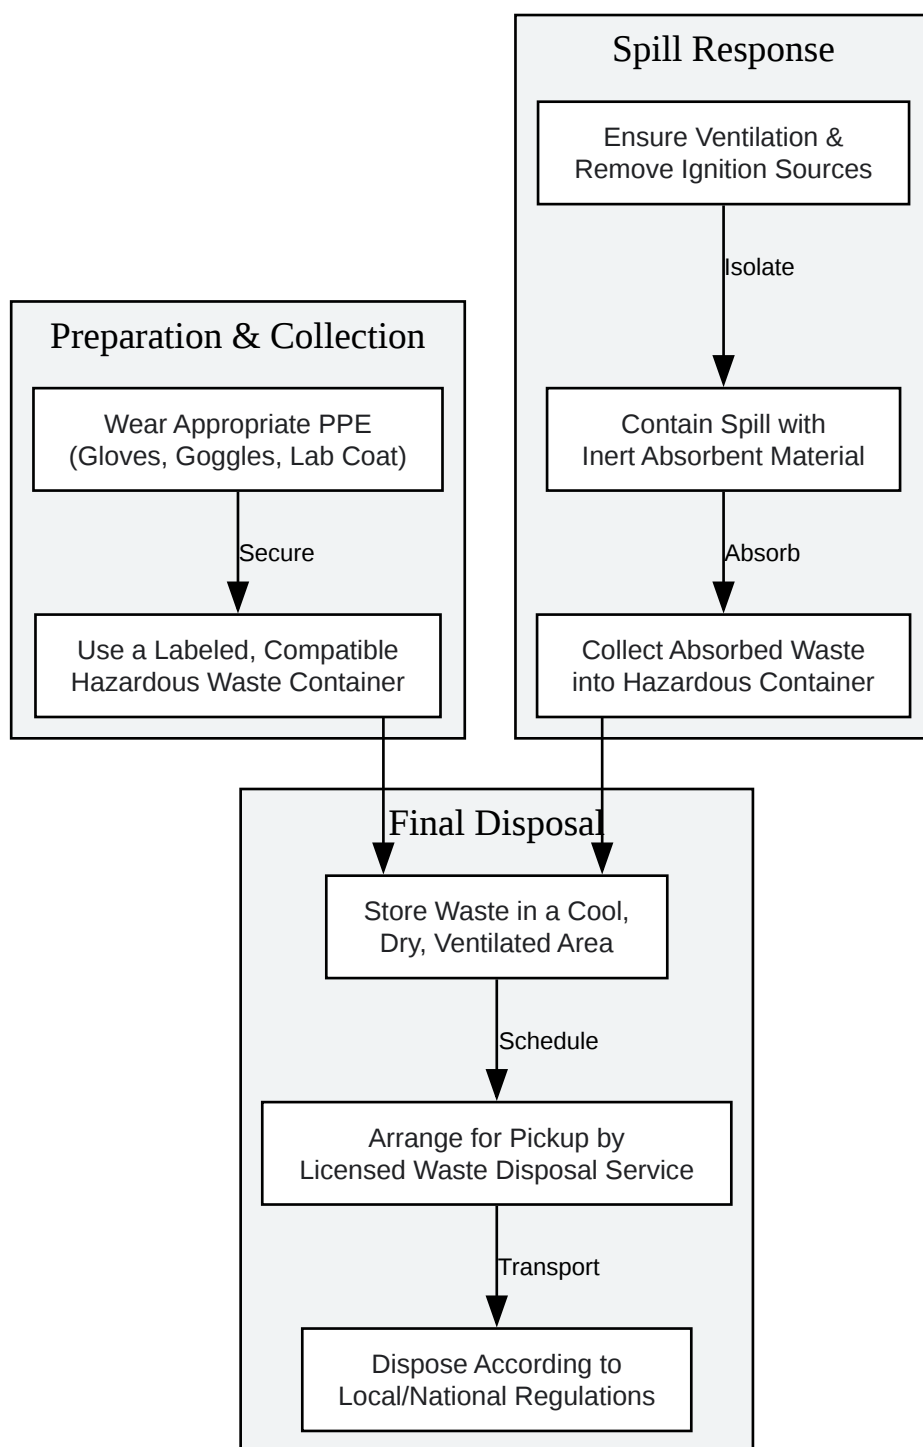 Spill Response
Ensure Ventilation &
Remove Ignition Sources
Isolate
Contain Spill with
Inert Absorbent Material
Absorb
Collect Absorbed Waste
into Hazardous Container
Preparation & Collection
Wear Appropriate PPE
(Gloves, Goggles, Lab Coat)
Secure
Use a Labeled, Compatible
Hazardous Waste Container
Final Disposal
Store Waste in a Cool,
Dry, Ventilated Area
Schedule
Arrange for Pickup by
Licensed Waste Disposal Service
Transport
Dispose According to
Local/National Regulations